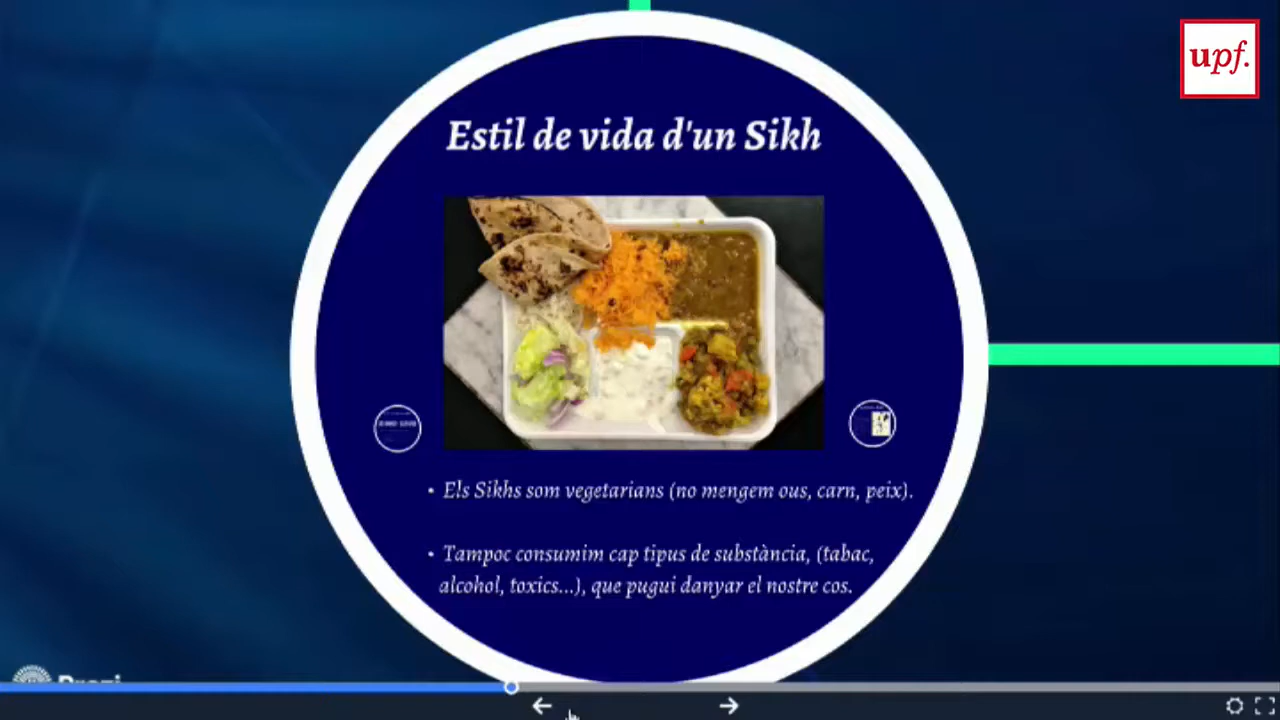 upf.
Estil de vida d'un Sikh
• Els Sikhs som vegetarians (no mengem ous, carn, peix).
• Tampoc consumim cap tipus de substància, (tabac,
alcohol, toxics...), que pugui danyar el nostre cos.
Prezi